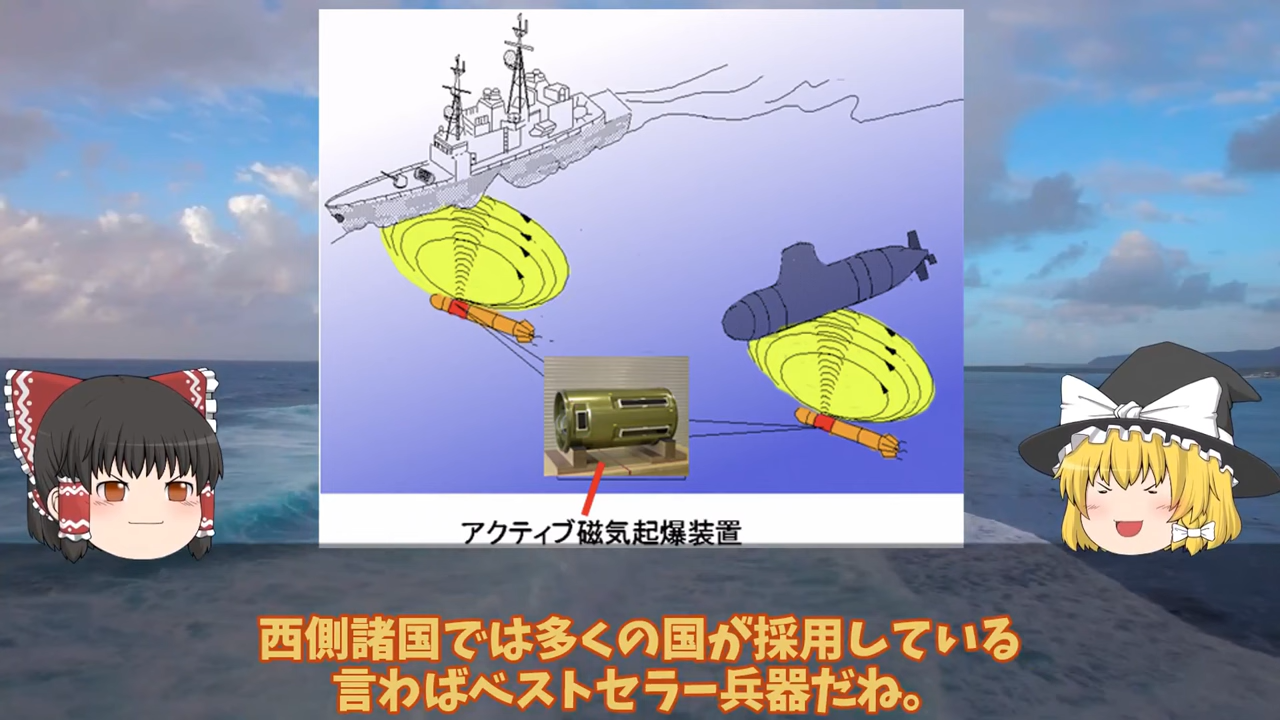 アクティブ磁気起爆装置
西側諸国では多くの国が採用している
言わばベストセラー兵器だね。